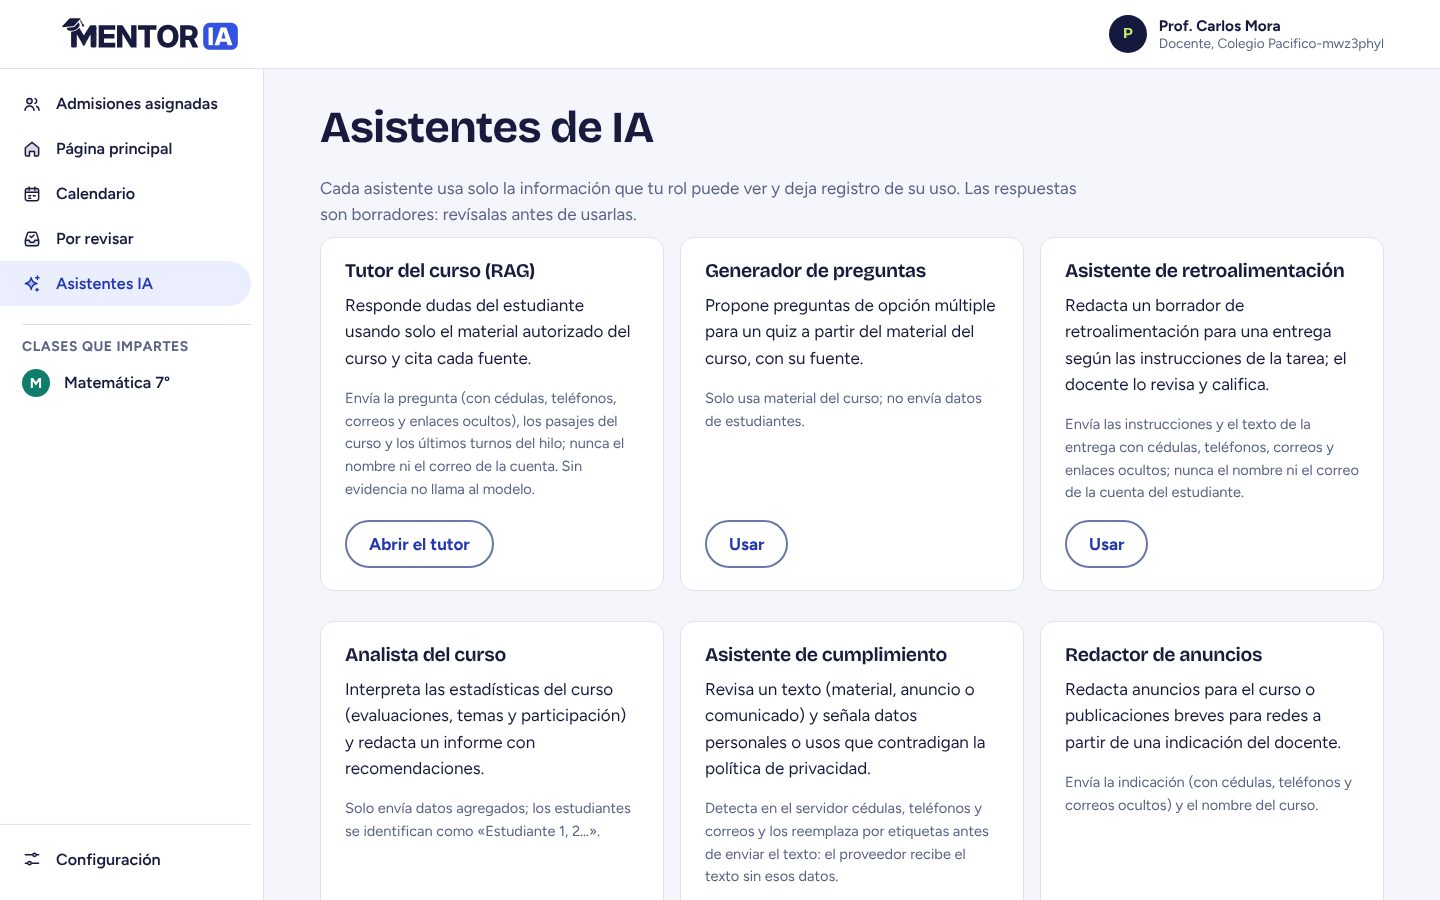 MENTOR IA
P
Prof. Carlos Mora
Docente, Colegio Pacifico-mwz3phyl
Admisiones asignadas
Página principal
Calendario
Por revisar
Asistentes IA
CLASES QUE IMPARTES
M
Matemática 7°
Configuración
Asistentes de IA
Cada asistente usa solo la información que tu rol puede ver y deja registro de su uso. Las respuestas
son borradores: revísalas antes de usarlas.
Tutor del curso (RAG)
Responde dudas del estudiante
usando solo el material autorizado del
curso y cita cada fuente.
Envía la pregunta (con cédulas, teléfonos,
correos y enlaces ocultos), los pasajes del
curso y los últimos turnos del hilo; nunca el
nombre ni el correo de la cuenta. Sin
evidencia no llama al modelo.
Abrir el tutor
Generador de preguntas
Propone preguntas de opción múltiple
para un quiz a partir del material del
curso, con su fuente.
Solo usa material del curso; no envía datos
de estudiantes.
Usar
Asistente de retroalimentación
Redacta un borrador de
retroalimentación para una entrega
según las instrucciones de la tarea; el
docente lo revisa y califica.
Envía las instrucciones y el texto de la
entrega con cédulas, teléfonos, correos y
enlaces ocultos; nunca el nombre ni el correo
de la cuenta del estudiante.
Usar
Analista del curso
Interpreta las estadísticas del curso
(evaluaciones, temas y participación)
y redacta un informe con
recomendaciones.
Solo envía datos agregados; los estudiantes
se identifican como «Estudiante 1, 2…».
Asistente de cumplimiento
Revisa un texto (material, anuncio o
comunicado) y señala datos
personales o usos que contradigan la
política de privacidad.
Detecta en el servidor cédulas, teléfonos y
correos y los reemplaza por etiquetas antes
de enviar el texto: el proveedor recibe el
texto sin esos datos.
Redactor de anuncios
Redacta anuncios para el curso o
publicaciones breves para redes a
partir de una indicación del docente.
Envía la indicación (con cédulas, teléfonos y
correos ocultos) y el nombre del curso.